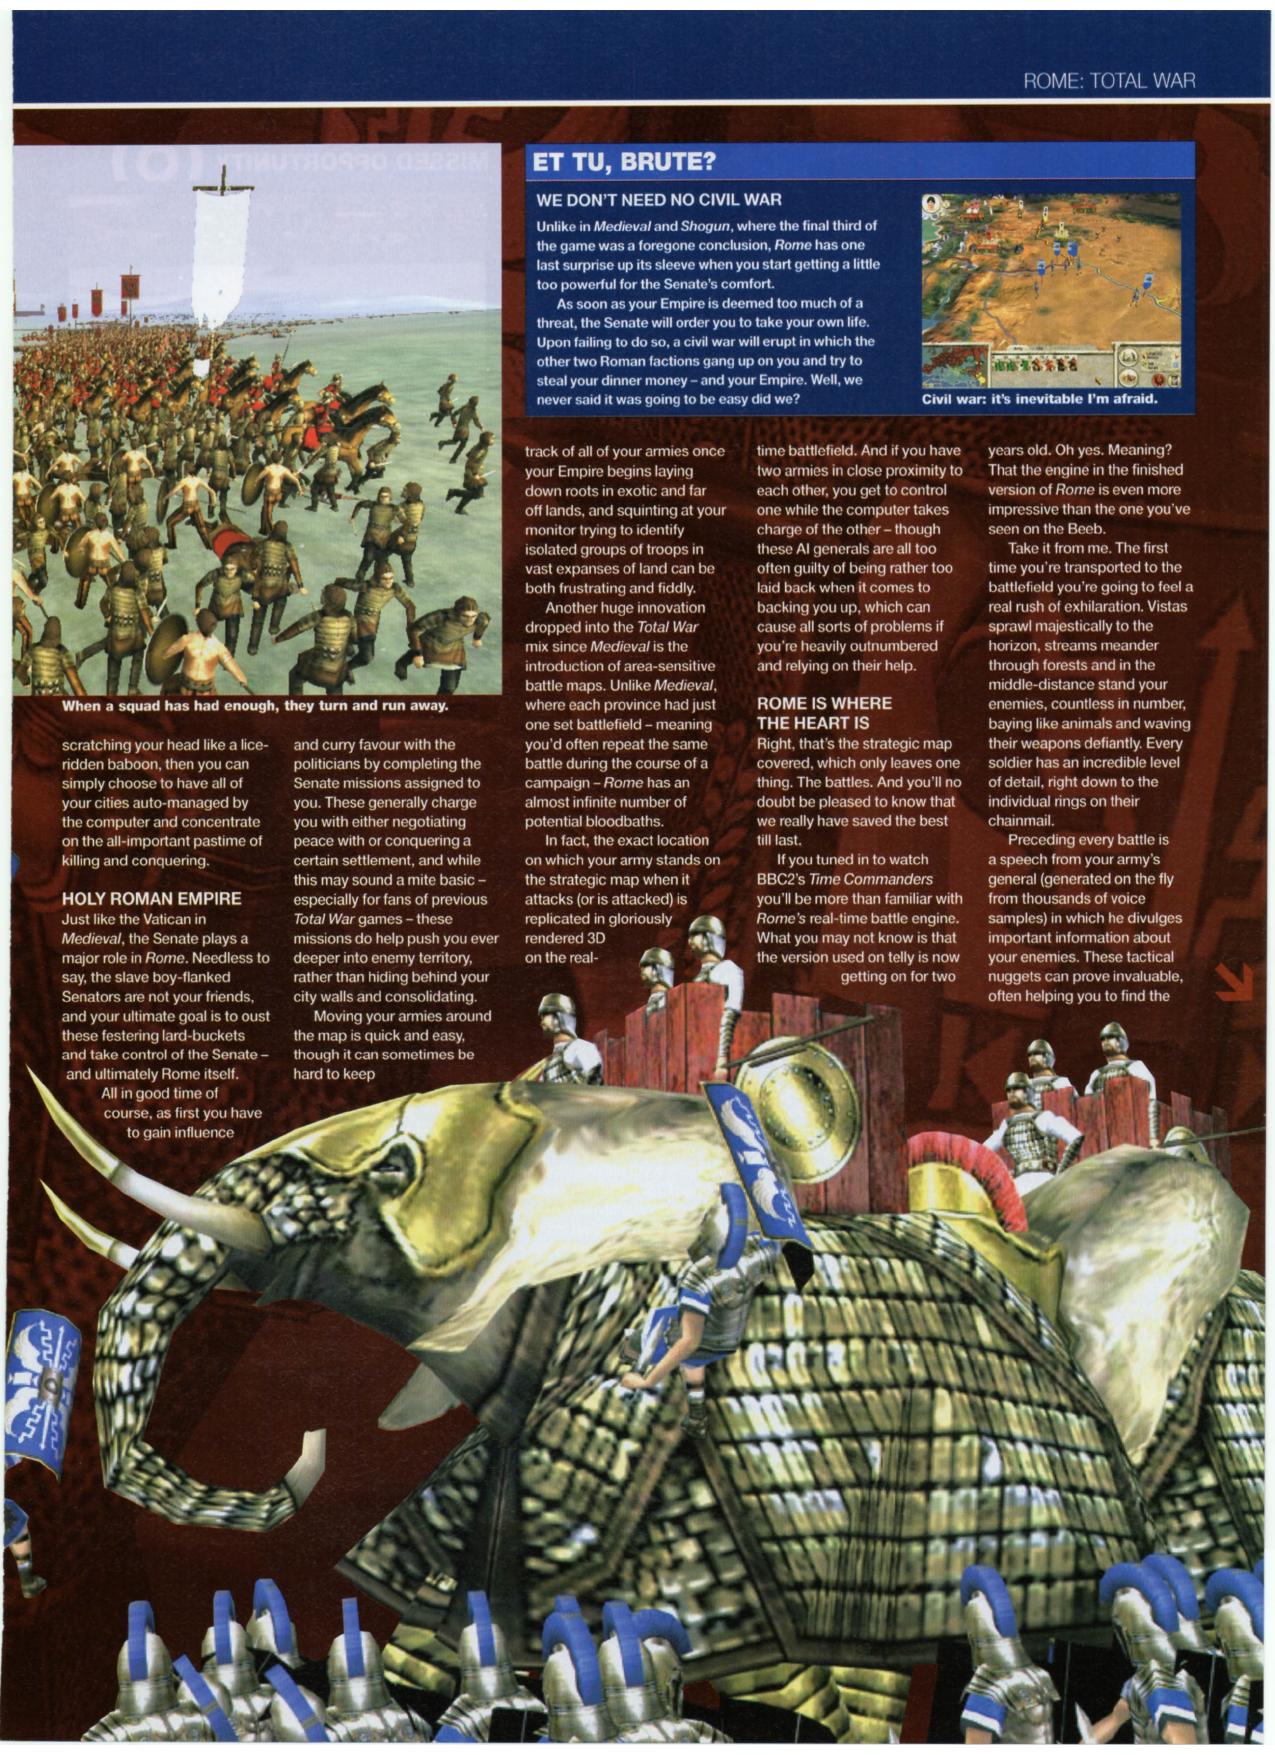 ROME: TOTAL WAR
When a squad has had enough, they turn and run away.
ET TU, BRUTE?
WE DON'T NEED NO CIVIL WAR
Unlike in Medieval and Shogun, where the final third of
the game was a foregone conclusion, Rome has one
last surprise up its sleeve when you start getting a little
too powerful for the Senate's comfort.
As soon as your Empire is deemed too much of a
threat, the Senate will order you to take your own life.
Upon failing to do so, a civil war will erupt in which the
other two Roman factions gang up on you and try to
steal your dinner money – and your Empire. Well, we
never said it was going to be easy did we?
Civil war: it's inevitable I'm afraid.
scratching your head like a lice-
ridden baboon, then you can
simply choose to have all of
your cities auto-managed by
the computer and concentrate
on the all-important pastime of
killing and conquering.
HOLY ROMAN EMPIRE
Just like the Vatican in
Medieval, the Senate plays a
major role in Rome. Needless to
say, the slave boy-flanked
Senators are not your friends,
and your ultimate goal is to oust
these festering lard-buckets
and take control of the Senate –
and ultimately Rome itself.
All in good time of
course, as first you have
to gain influence
and curry favour with the
politicians by completing the
Senate missions assigned to
you. These generally charge
you with either negotiating
peace with or conquering a
certain settlement, and while
this may sound a mite basic –
especially for fans of previous
Total War games – these
missions do help push you ever
deeper into enemy territory,
rather than hiding behind your
city walls and consolidating.
Moving your armies around
the map is quick and easy,
though it can sometimes be
hard to keep
track of all of your armies once
your Empire begins laying
down roots in exotic and far
off lands, and squinting at your
monitor trying to identify
isolated groups of troops in
vast expanses of land can be
both frustrating and fiddly.
Another huge innovation
dropped into the Total War
mix since Medieval is the
introduction of area-sensitive
battle maps. Unlike Medieval,
where each province had just
one set battlefield – meaning
you'd often repeat the same
battle during the course of a
campaign – Rome has an
almost infinite number of
potential bloodbaths.
In fact, the exact location
on which your army stands on
the strategic map when it
attacks (or is attacked) is
replicated in gloriously
rendered 3D
on the real-
time battlefield. And if you have
two armies in close proximity to
each other, you get to control
one while the computer takes
charge of the other – though
these AI generals are all too
often guilty of being rather too
laid back when it comes to
backing you up, which can
cause all sorts of problems if
you're heavily outnumbered
and relying on their help.
ROME IS WHERE
THE HEART IS
Right, that's the strategic map
covered, which only leaves one
thing. The battles. And you'll no
doubt be pleased to know that
we really have saved the best
till last.
If you tuned in to watch
BBC2's Time Commanders
you'll be more than familiar with
Rome's real-time battle engine.
What you may not know is that
the version used on telly is now
getting on for two
years old. Oh yes. Meaning?
That the engine in the finished
version of Rome is even more
impressive than the one you've
seen on the Beeb.
Take it from me. The first
time you're transported to the
battlefield you're going to feel a
real rush of exhilaration. Vistas
sprawl majestically to the
horizon, streams meander
through forests and in the
middle-distance stand your
enemies, countless in number,
baying like animals and waving
their weapons defiantly. Every
soldier has an incredible level
of detail, right down to the
individual rings on their
chainmail.
Preceding every battle is
a speech from your army's
general (generated on the fly
from thousands of voice
samples) in which he divulges
important information about
your enemies. These tactical
nuggets can prove invaluable,
often helping you to find the